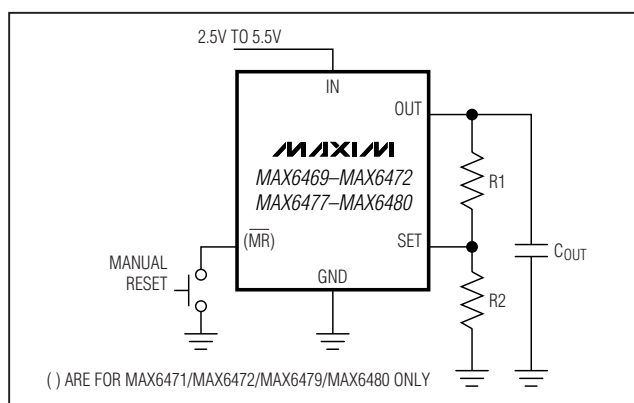 2.5V TO 5.5V
IN
OUT
MAXIM
MAX6469–MAX6472
MAX6477–MAX6480
R1
(M̅R̅)
SET
COUT
MANUAL
RESET
GND
R2
( ) ARE FOR MAX6471/MAX6472/MAX6479/MAX6480 ONLY